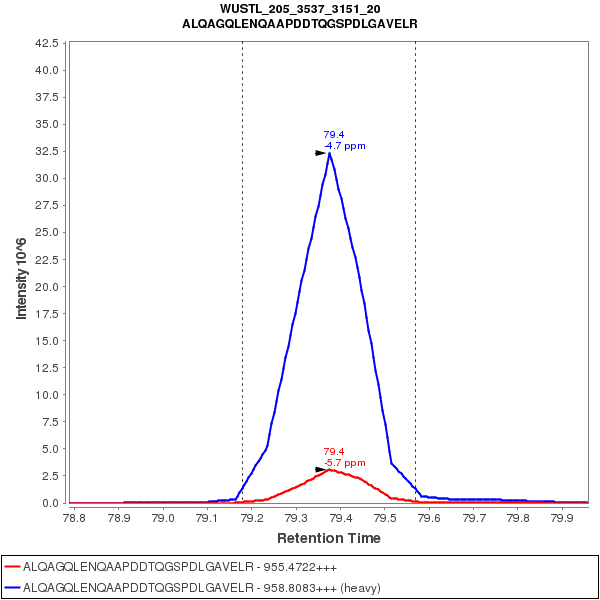 WUSTL_205_3537_3151_20
ALQAGQLENQAAPDDTQGSPDLGAVELR
42.5
40.0
37.5
35.0
32.5
30.0
27.5
25.0
22.5
20.0
17.5
15.0
12.5
10.0
7.5
5.0
2.5
0.0
Intensity 10^6
79.4
-4.7 ppm
79.4
-5.7 ppm
78.8 78.9 79.0 79.1 79.2 79.3 79.4 79.5 79.6 79.7 79.8 79.9
Retention Time
ALQAGQLENQAAPDDTQGSPDLGAVELR - 955.4722+++
ALQAGQLENQAAPDDTQGSPDLGAVELR - 958.8083+++ (heavy)